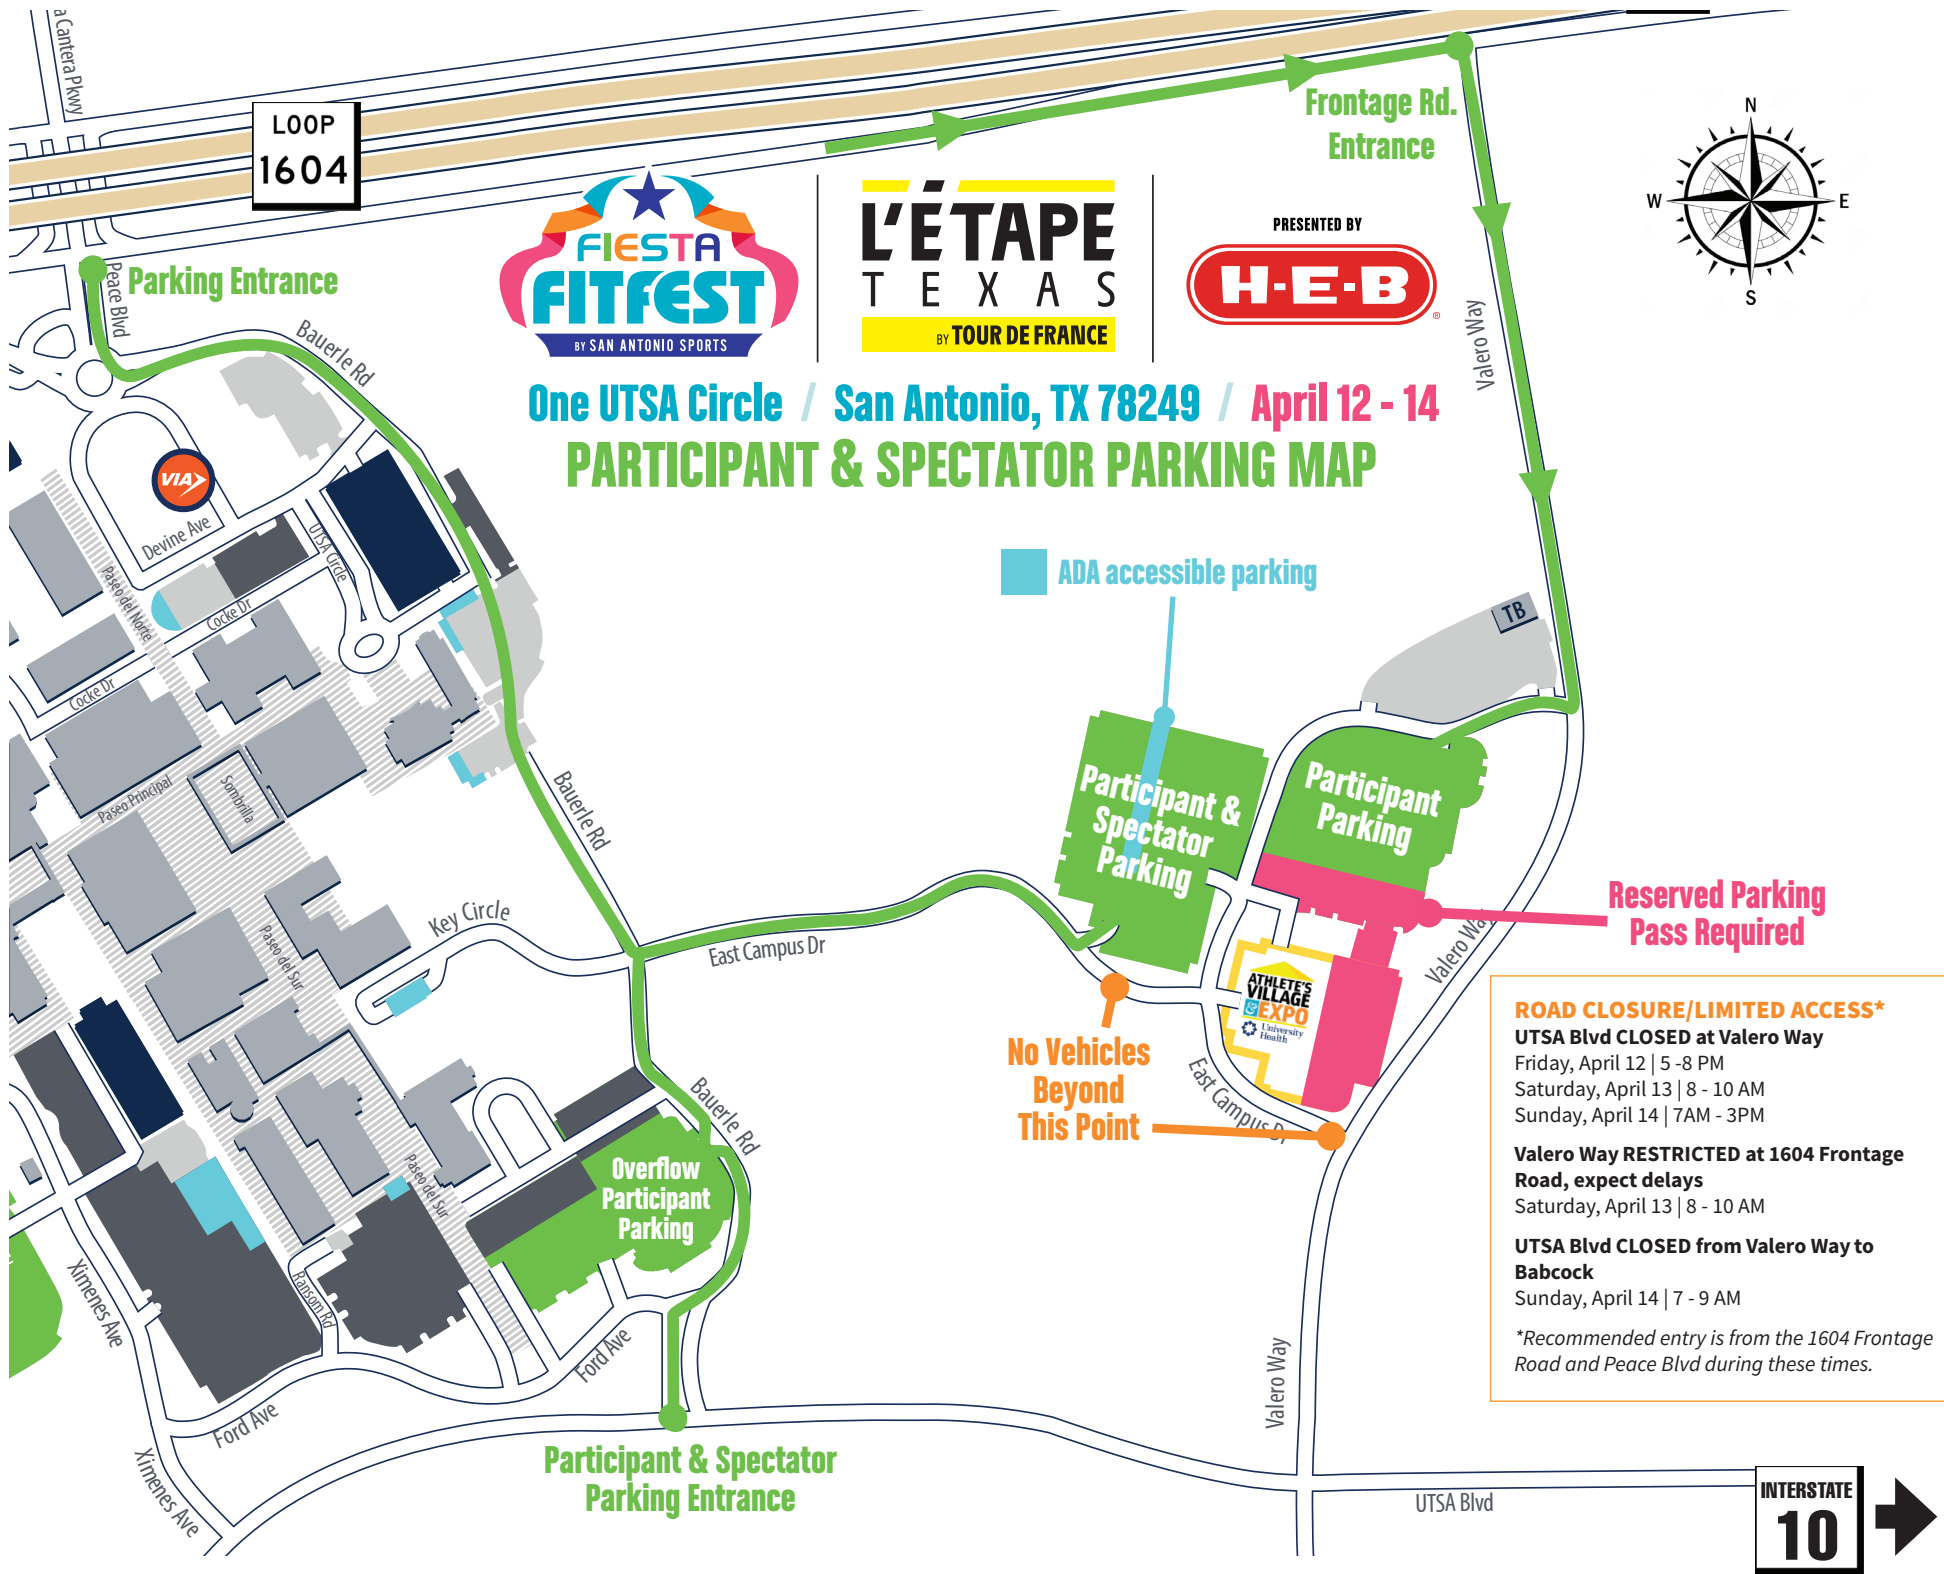 a Cantera Pkwy
LOOP
1604
Frontage Rd.
Entrance
N
W
E
S
FIESTA
FITFEST
BY SAN ANTONIO SPORTS
L'ÉTAPE
TEXAS
BY TOUR DE FRANCE
PRESENTED BY
H-E-B
®
Peace Blvd
Parking Entrance
Bauerle Rd
Valero Way
One UTSA Circle / San Antonio, TX 78249 / April 12 - 14
PARTICIPANT & SPECTATOR PARKING MAP
VIA
Devine Ave
UTSA Circle
Paseo del Norte
Cocke Dr
ADA accessible parking
TB
Cocke Dr
Paseo Principal
Sombrilla
Bauerle Rd
Participant &
Spectator
Parking
Participant
Parking
Reserved Parking
Pass Required
Key Circle
Paseo del Sur
East Campus Dr
Valero Way
ATHLETE'S
VILLAGE
& EXPO
University
Health
No Vehicles
Beyond
This Point
East Campus Dr
Bauerle Rd
Overflow
Participant
Parking
Paseo del Sur
Ximenes Ave
Ransom Rd
Ford Ave
Ford Ave
Ximenes Ave
Valero Way
Participant & Spectator
Parking Entrance
UTSA Blvd
ROAD CLOSURE/LIMITED ACCESS*
UTSA Blvd CLOSED at Valero Way
Friday, April 12 | 5 -8 PM
Saturday, April 13 | 8 - 10 AM
Sunday, April 14 | 7AM - 3PM
Valero Way RESTRICTED at 1604 Frontage
Road, expect delays
Saturday, April 13 | 8 - 10 AM
UTSA Blvd CLOSED from Valero Way to
Babcock
Sunday, April 14 | 7 - 9 AM
*Recommended entry is from the 1604 Frontage
Road and Peace Blvd during these times.
INTERSTATE
10